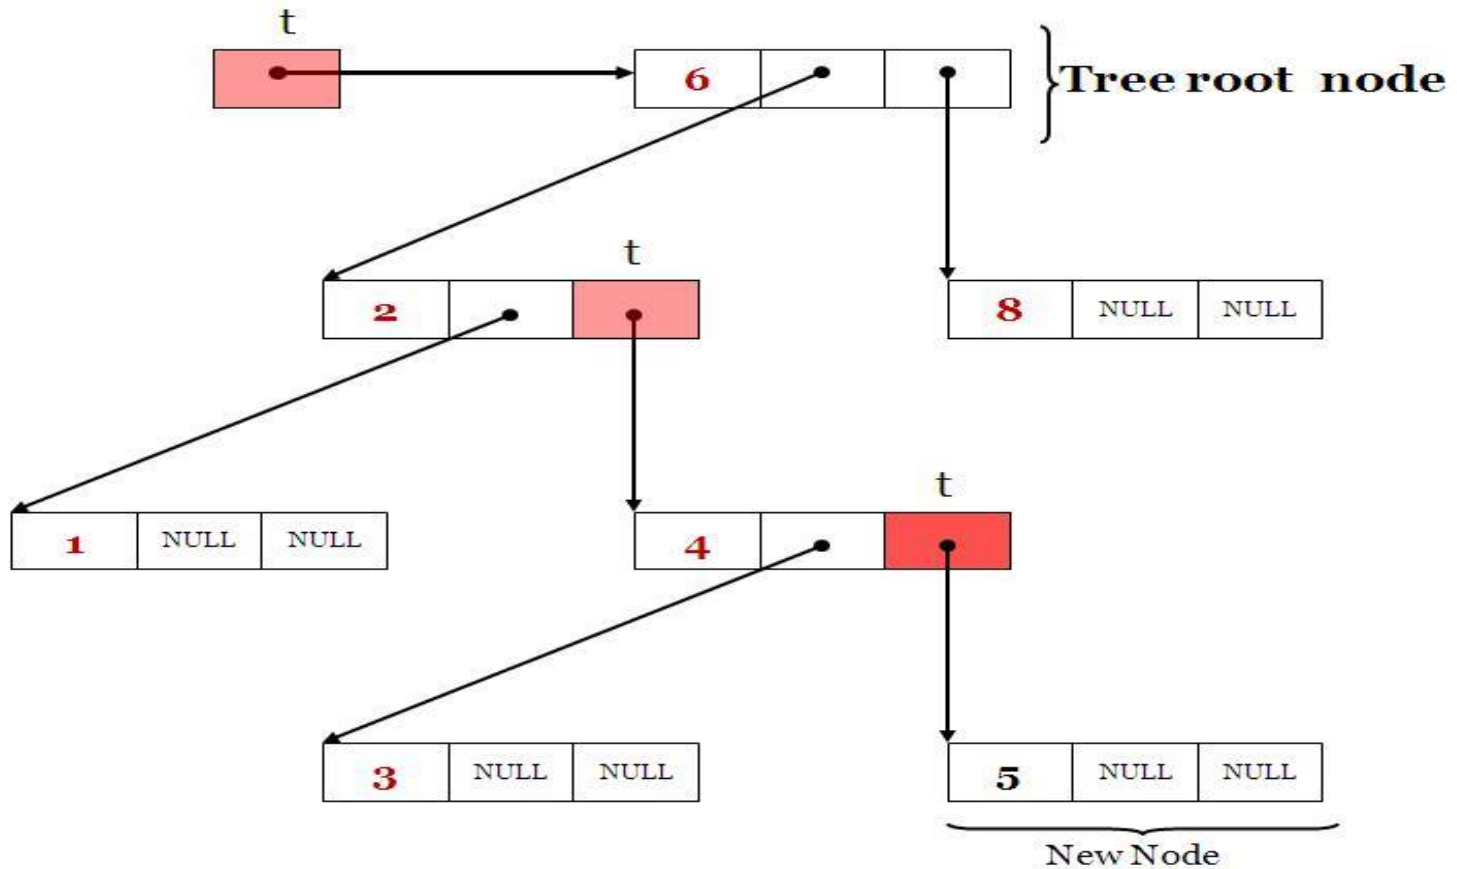 t
6
Tree root node
t
2
8 NULL NULL
t
1 NULL NULL
4
3 NULL NULL
5 NULL NULL
New Node